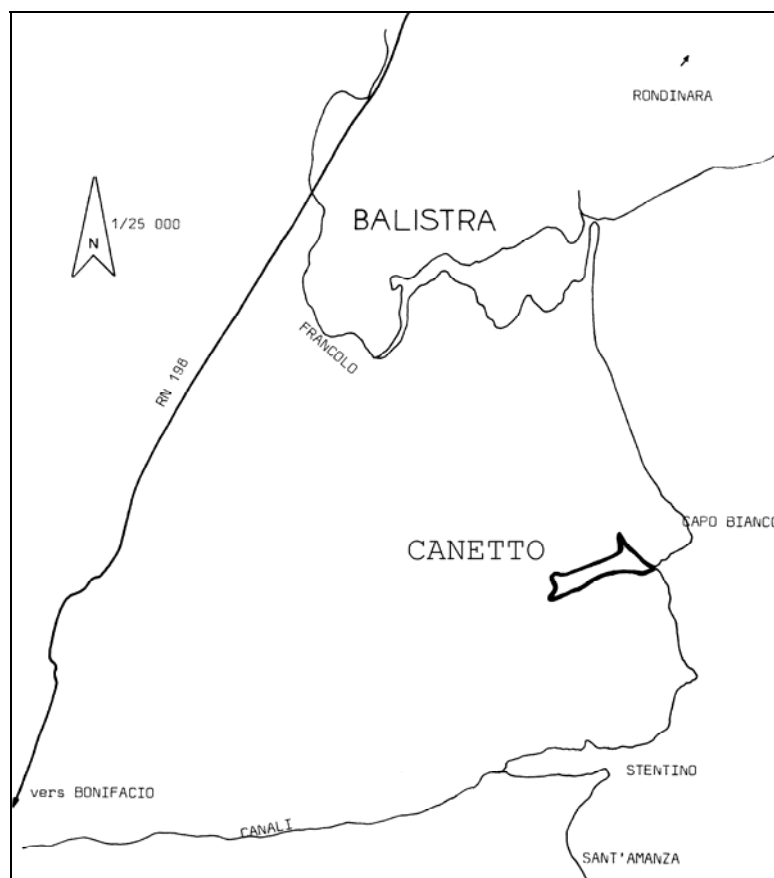 RONDINARA
1/25 000
N
BALISTRA
FRANCOLO
RN 198
CAPO BIANCO
CANETTO
STENTINO
vers BONIFACIO
CANALI
SANT'AMANZA